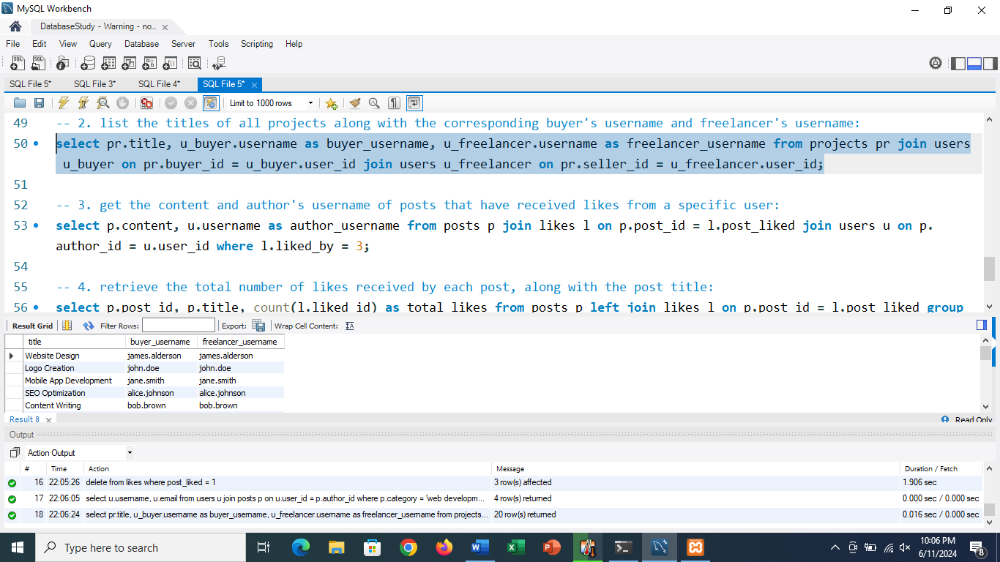 MySQL Workbench
DatabaseStudy - Warning - no...
File Edit View Query Database Server Tools Scripting Help
SQL File 5* SQL File 3* SQL File 4* SQL File 5*
Limit to 1000 rows
49 -- 2. list the titles of all projects along with the corresponding buyer's username and freelancer's username:
50 select pr.title, u_buyer.username as buyer_username, u_freelancer.username as freelancer_username from projects pr join users
u_buyer on pr.buyer_id = u_buyer.user_id join users u_freelancer on pr.seller_id = u_freelancer.user_id;
51
52 -- 3. get the content and author's username of posts that have received likes from a specific user:
53 select p.content, u.username as author_username from posts p join likes l on p.post_id = l.post_liked join users u on p.
author_id = u.user_id where l.liked_by = 3;
54
55 -- 4. retrieve the total number of likes received by each post, along with the post title:
56 select p.post_id, p.title, count(l.liked_id) as total_likes from posts p left join likes l on p.post_id = l.post_liked group
Result Grid Filter Rows: Export: Wrap Cell Content:
title buyer_username freelancer_username
Website Design james.alderson james.alderson
Logo Creation john.doe john.doe
Mobile App Development jane.smith jane.smith
SEO Optimization alice.johnson alice.johnson
Content Writing bob.brown bob.brown
Result 8 Read Only
Output
Action Output
# Time Action Message Duration / Fetch
16 22:05:26 delete from likes where post_liked = 1 3 row(s) affected 1.906 sec
17 22:06:05 select u.username, u.email from users u join posts p on u.user_id = p.author_id where p.category = 'web developm... 4 row(s) returned 0.000 sec / 0.000 sec
18 22:06:24 select pr.title, u_buyer.username as buyer_username, u_freelancer.username as freelancer_username from projects... 20 row(s) returned 0.016 sec / 0.000 sec
Type here to search
10:06 PM
6/11/2024
8